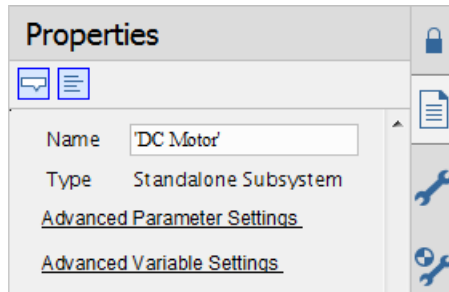 Properties
Name 'DC Motor'
Type Standalone Subsystem
Advanced Parameter Settings
Advanced Variable Settings